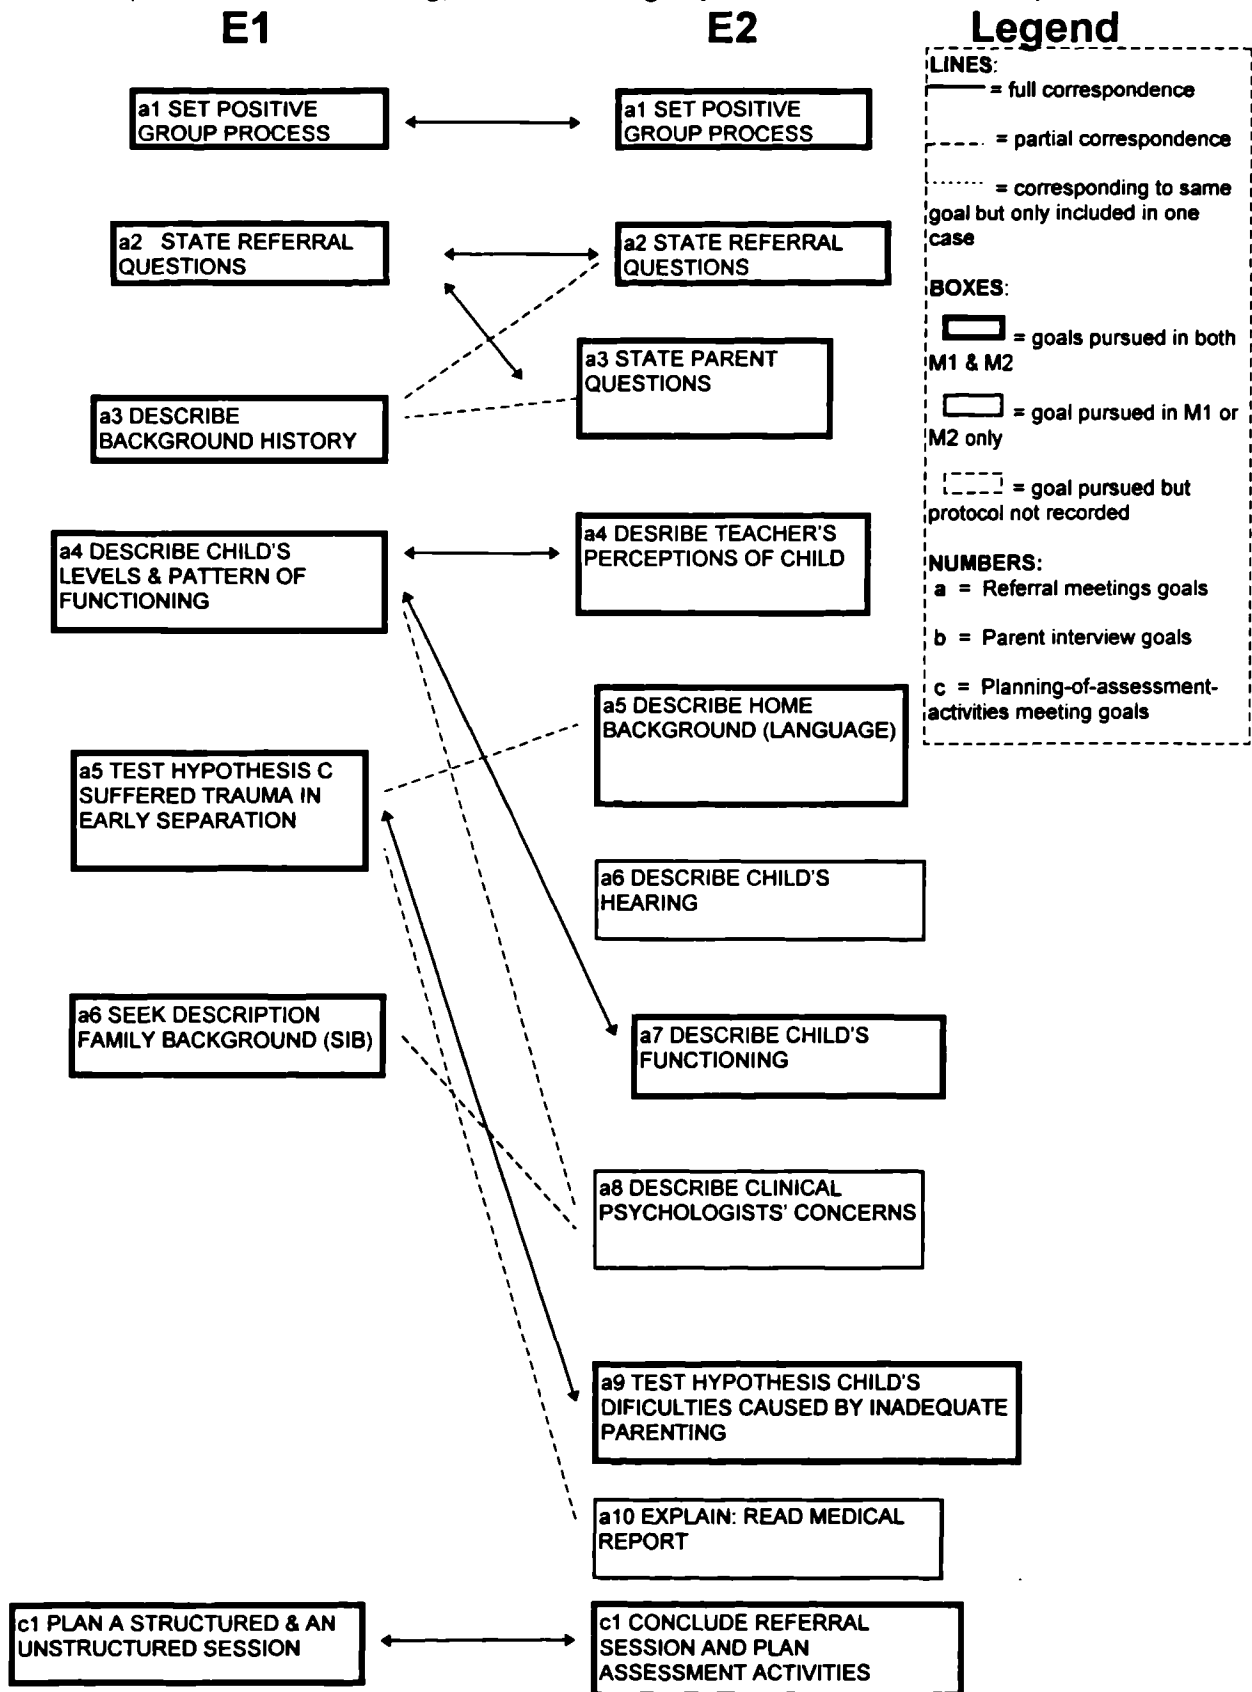 E1
E2
Legend
a1 SET POSITIVE
GROUP PROCESS
a1 SET POSITIVE
GROUP PROCESS
a2 STATE REFERRAL
QUESTIONS
a2 STATE REFERRAL
QUESTIONS
a3 STATE PARENT
QUESTIONS
a3 DESCRIBE
BACKGROUND HISTORY
a4 DESCRIBE CHILD'S
LEVELS & PATTERN OF
FUNCTIONING
a4 DESRIBE TEACHER'S
PERCEPTIONS OF CHILD
a5 DESCRIBE HOME
BACKGROUND (LANGUAGE)
a5 TEST HYPOTHESIS C
SUFFERED TRAUMA IN
EARLY SEPARATION
a6 DESCRIBE CHILD'S
HEARING
a6 SEEK DESCRIPTION
FAMILY BACKGROUND (SIB)
a7 DESCRIBE CHILD'S
FUNCTIONING
a8 DESCRIBE CLINICAL
PSYCHOLOGISTS' CONCERNS
a9 TEST HYPOTHESIS CHILD'S
DIFICULTIES CAUSED BY INADEQUATE
PARENTING
a10 EXPLAIN: READ MEDICAL
REPORT
c1 PLAN A STRUCTURED & AN
UNSTRUCTURED SESSION
c1 CONCLUDE REFERRAL
SESSION AND PLAN
ASSESSMENT ACTIVITIES
LINES:
= full correspondence
= partial correspondence
= corresponding to same
goal but only included in one
case
BOXES:
= goals pursued in both
M1 & M2
= goal pursued in M1 or
M2 only
= goal pursued but
protocol not recorded
NUMBERS:
a = Referral meetings goals
b = Parent interview goals
c = Planning-of-assessment-
activities meeting goals